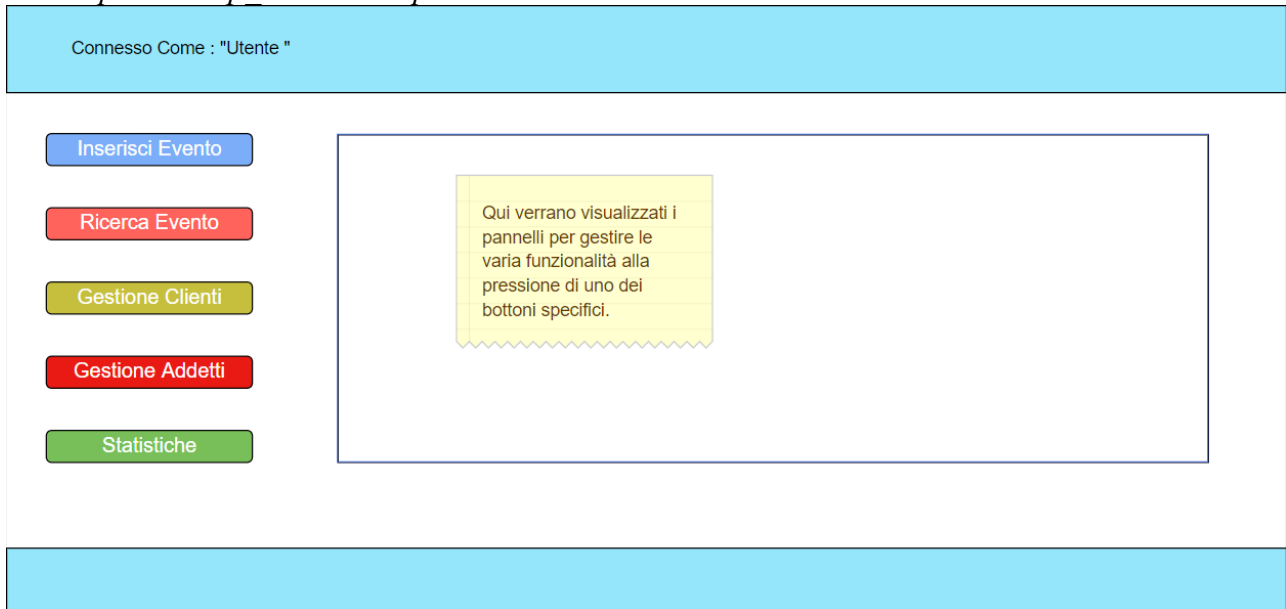 Connesso Come : "Utente "
Inserisci Evento
Ricerca Evento
Gestione Clienti
Gestione Addetti
Statistiche
Qui verrano visualizzati i
pannelli per gestire le
varia funzionalità alla
pressione di uno dei
bottoni specifici.